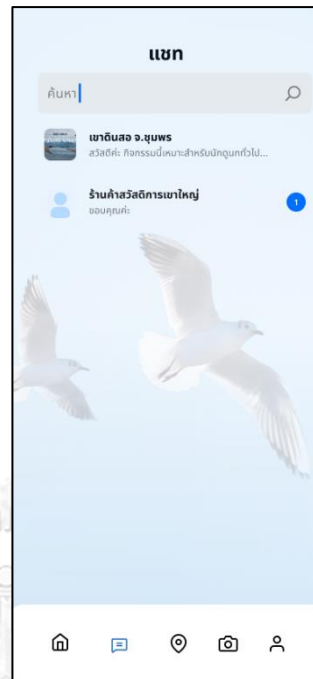 แชท
ค้นหา
เขาดินสอ จ.ชุมพร
สวัสดีค่ะ กิจกรรมนี้เหมาะสำหรับนักดูนกทั่วไป...
ร้านค้าสวัสดิการเขาใหญ่
1
ขอบคุณค่ะ